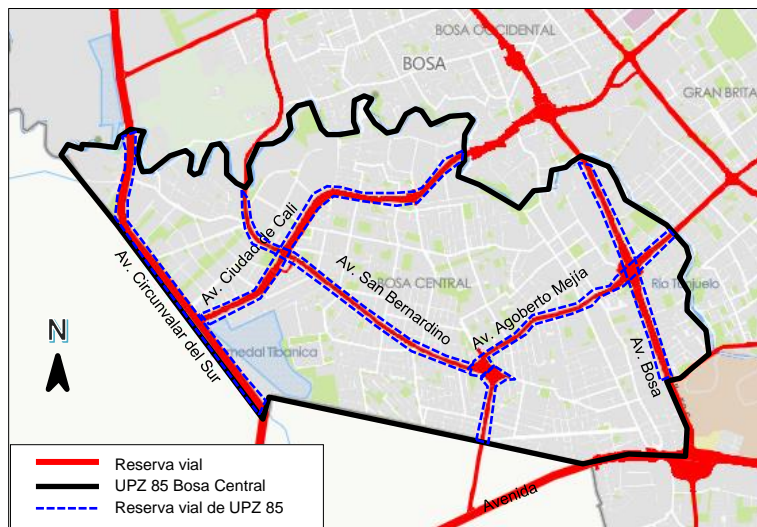 BOSA OCCIDENTAL
BOSA
GRAN BRITA
Av. Ciudad de Cali
Av. San Bernardino
BOSA CENTRAL
Av. Agoberto Mejía
Río Tunjuelo
Av. Circunvalar del Sur
N
medal Tibanica
Av. Bosa
Avenida
Reserva vial
UPZ 85 Bosa Central
Reserva vial de UPZ 85